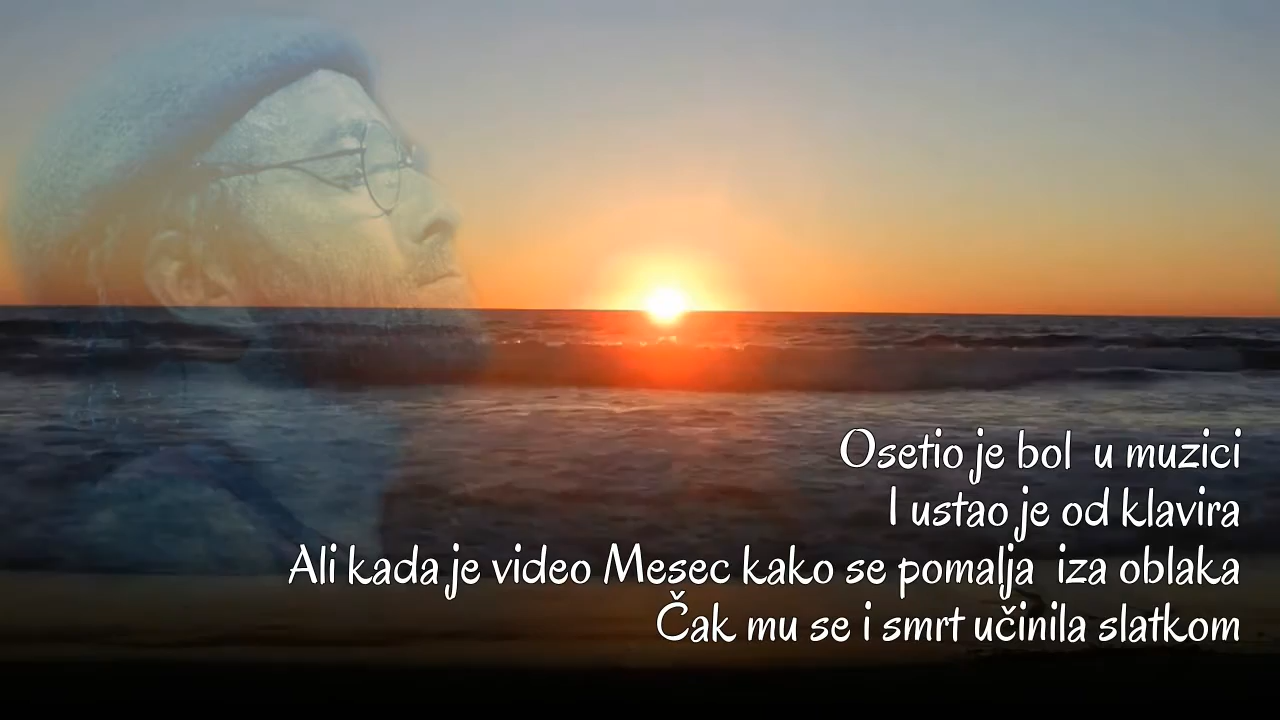 Osetio je bol u muzici
I ustao je od klavira
Ali kada je video Mesec kako se pomalja iza oblaka
Čak mu se i smrt učinila slatkom